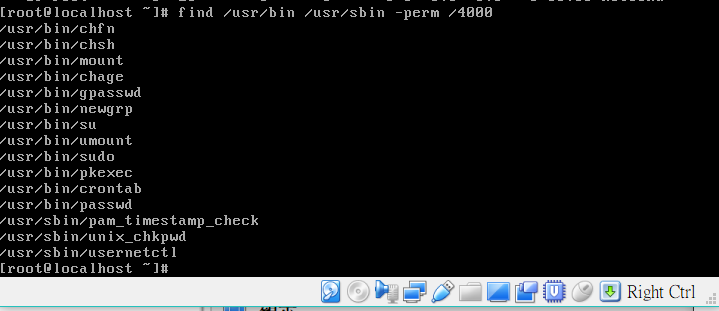 [root@localhost ~]# find /usr/bin /usr/sbin -perm /4000
/usr/bin/chfn
/usr/bin/chsh
/usr/bin/mount
/usr/bin/chage
/usr/bin/gpasswd
/usr/bin/newgrp
/usr/bin/su
/usr/bin/umount
/usr/bin/sudo
/usr/bin/pkexec
/usr/bin/crontab
/usr/bin/passwd
/usr/sbin/pam_timestamp_check
/usr/sbin/unix_chkpwd
/usr/sbin/usernetctl
[root@localhost ~]#
Right Ctrl